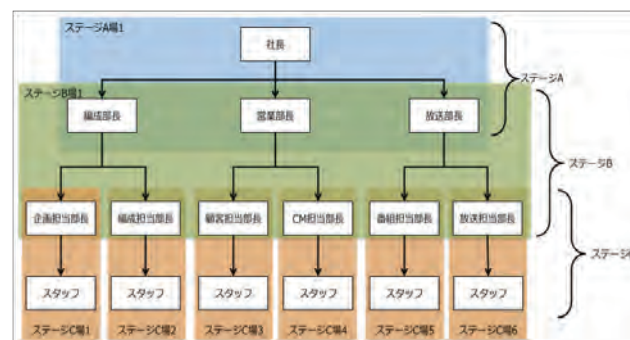 ステージA場1
社長
ステージA
ステージB場1
編成部長
営業部長
放送部長
ステージB
企画担当部長
編成担当部長
顧客担当部長
CM担当部長
番組担当部長
放送担当部長
スタッフ
スタッフ
スタッフ
スタッフ
スタッフ
スタッフ
ステージC場1
ステージC場2
ステージC場3
ステージC場4
ステージC場5
ステージC場6